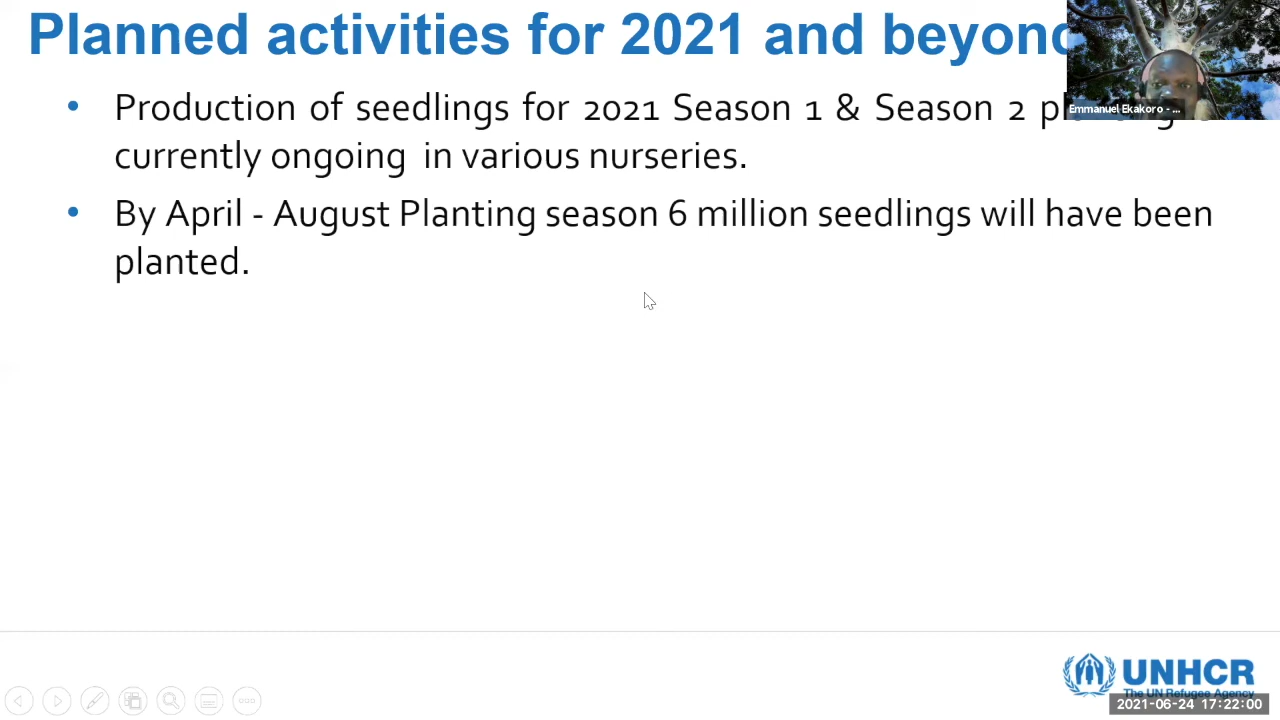 Planned activities for 2021 and beyond
Emmanuel Ekakoro - ...
• Production of seedlings for 2021 Season 1 & Season 2
currently ongoing in various nurseries.
• By April - August Planting season 6 million seedlings will have been
planted.
UNHCR
The UN Refugee Agency
2021-06-24 17:22:00